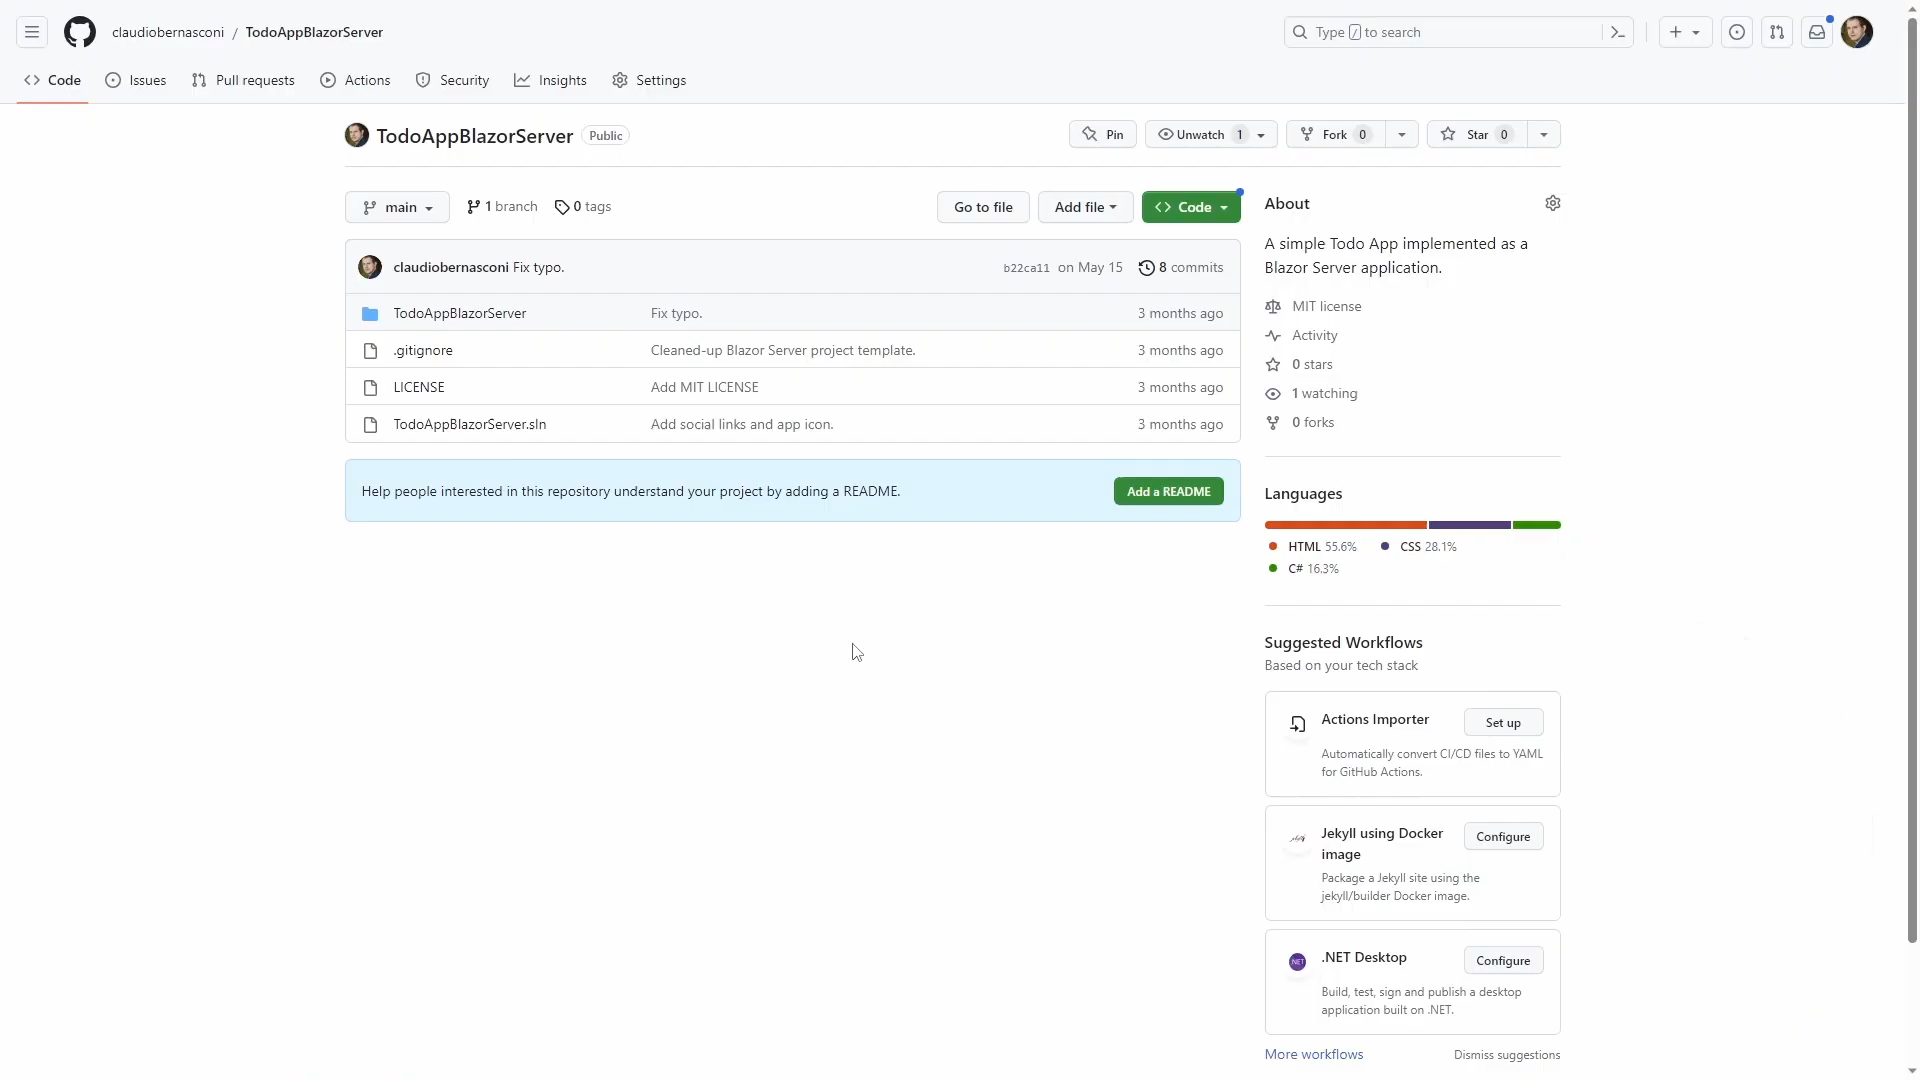 claudiobernasconi / TodoAppBlazorServer
Type / to search
Code Issues Pull requests Actions Security Insights Settings
TodoAppBlazorServer Public
Pin Unwatch 1 Fork 0 Star 0
main 1 branch 0 tags Go to file Add file Code
claudiobernasconi Fix typo. b22ca11 on May 15 8 commits
TodoAppBlazorServer Fix typo. 3 months ago
.gitignore Cleaned-up Blazor Server project template. 3 months ago
LICENSE Add MIT LICENSE 3 months ago
TodoAppBlazorServer.sln Add social links and app icon. 3 months ago
Help people interested in this repository understand your project by adding a README. Add a README
About
A simple Todo App implemented as a
Blazor Server application.
MIT license
Activity
0 stars
1 watching
0 forks
Languages
HTML 55.6% CSS 28.1%
C# 16.3%
Suggested Workflows
Based on your tech stack
Actions Importer Set up
Automatically convert CI/CD files to YAML
for GitHub Actions.
Jekyll using Docker
image
Configure
Package a Jekyll site using the
jekyll/builder Docker image.
.NET
.NET Desktop Configure
Build, test, sign and publish a desktop
application built on .NET.
More workflows Dismiss suggestions